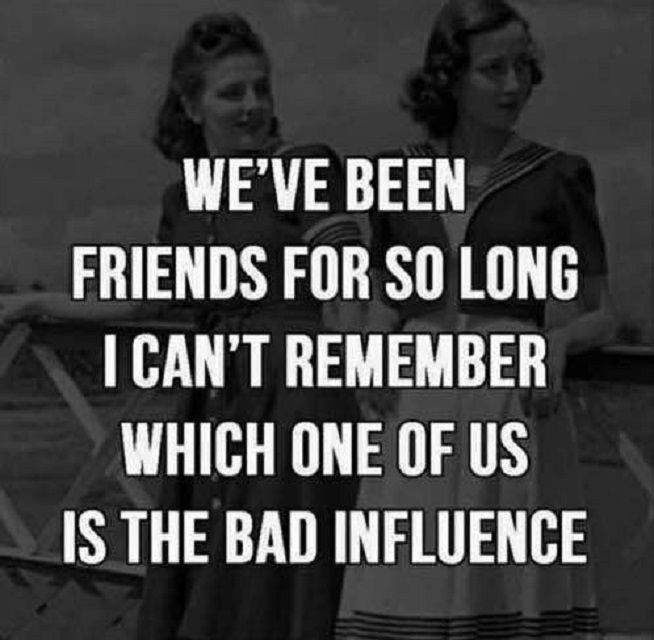 WE'VE BEEN
FRIENDS FOR SO LONG
I CAN'T REMEMBER
WHICH ONE OF US
IS THE BAD INFLUENCE